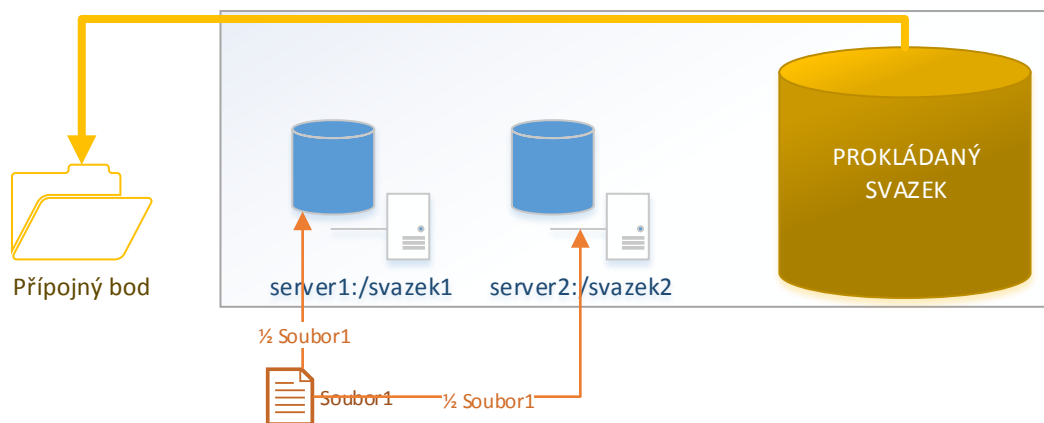 PROKLÁDANÝ
SVAZEK
Přípojný bod
server1:/svazek1
server2:/svazek2
½ Soubor1
Soubor1
½ Soubor1